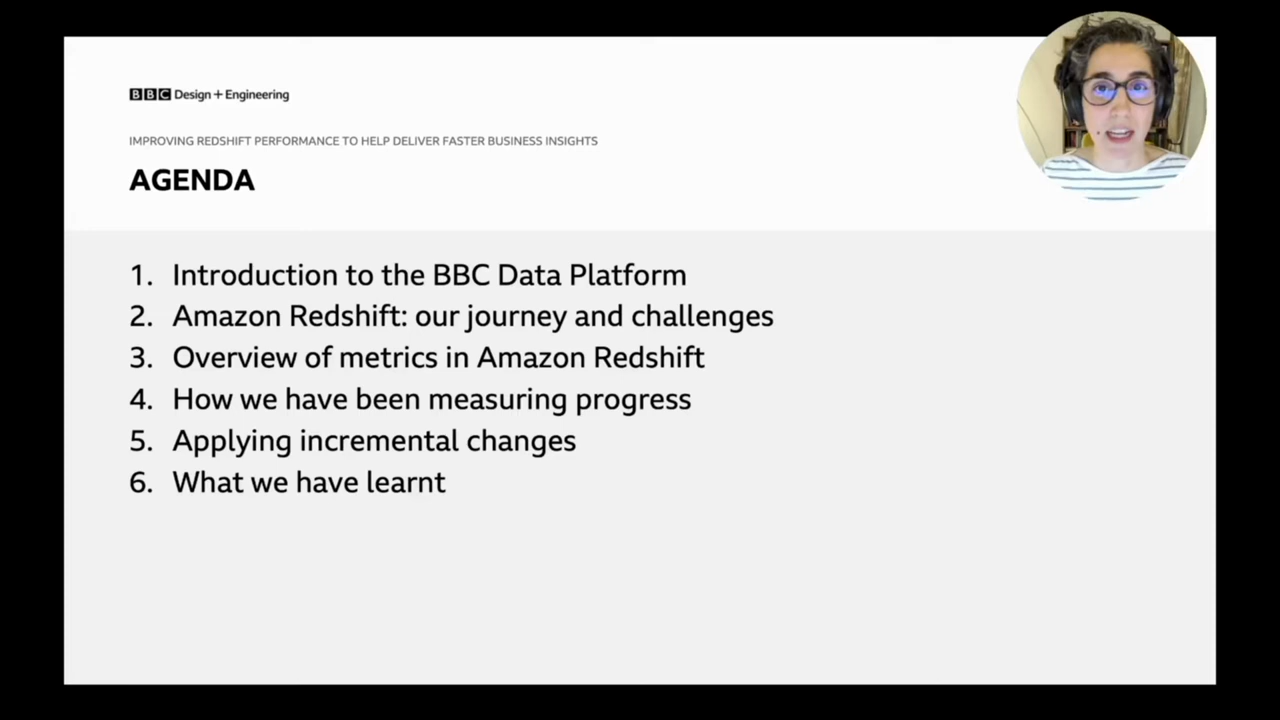 BBC Design + Engineering
IMPROVING REDSHIFT PERFORMANCE TO HELP DELIVER FASTER BUSINESS INSIGHTS
AGENDA
1. Introduction to the BBC Data Platform
2. Amazon Redshift: our journey and challenges
3. Overview of metrics in Amazon Redshift
4. How we have been measuring progress
5. Applying incremental changes
6. What we have learnt